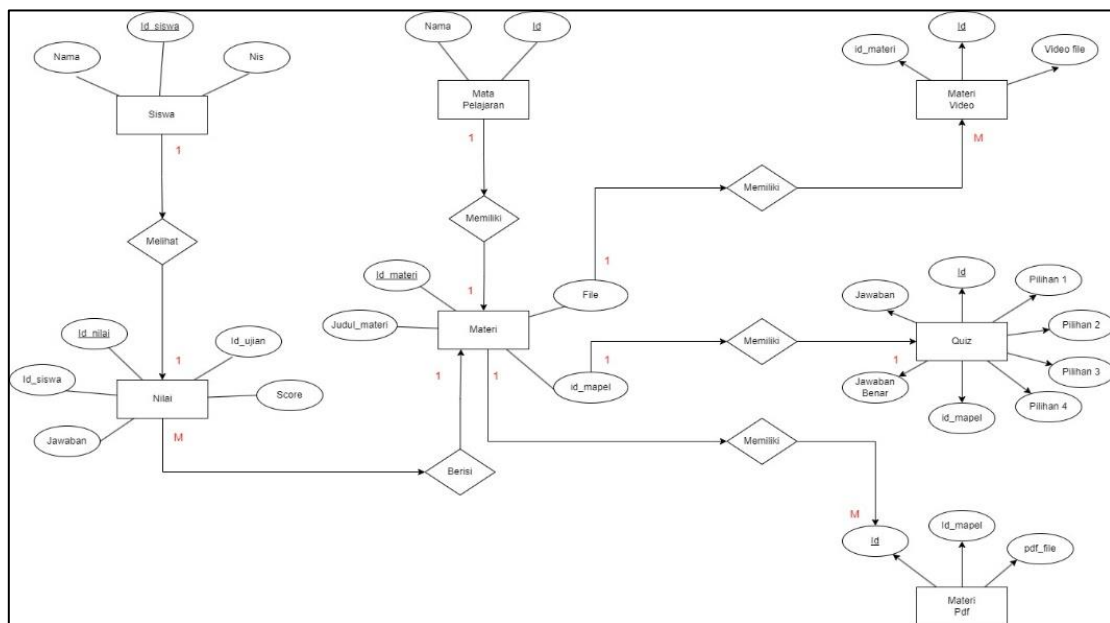 Id_siswa
Nama
Nis
Siswa
1
Melihat
1
Id_nilai
Id_ujian
Id_siswa
Nilai
Score
Jawaban
M
Berisi
Nama
Id
Mata
Pelajaran
1
Memiliki
1
Id_materi
File
Judul_materi
Materi
id_mapel
1
1
1
1
Memiliki
M
Id
id_materi
Video file
Materi
Video
Memiliki
1
Id
Jawaban
Pilihan 1
Pilihan 2
Quiz
Pilihan 3
Jawaban
Benar
Pilihan 4
id_mapel
Memiliki
M
Id
Id_mapel
pdf_file
Materi
Pdf